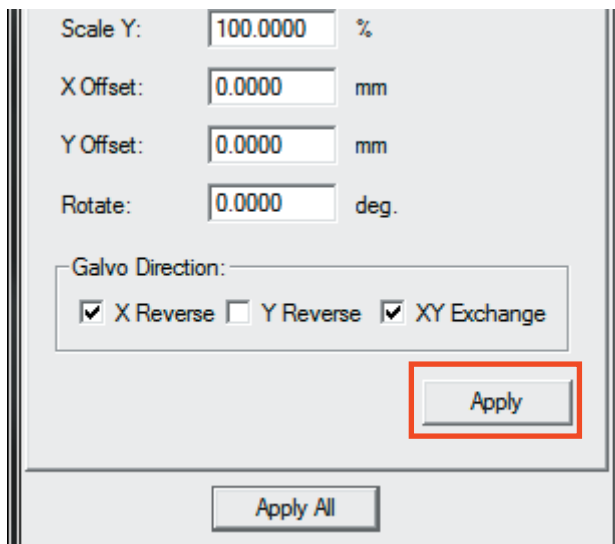 Scale Y: 100.0000 %
X Offset: 0.0000 mm
Y Offset: 0.0000 mm
Rotate: 0.0000 deg.
Galvo Direction:
X Reverse Y Reverse XY Exchange
Apply
Apply All